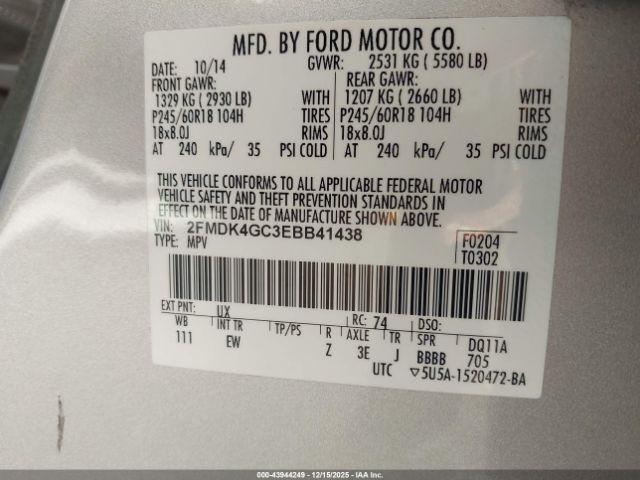 MFD. BY FORD MOTOR CO.
DATE: 10/14 GVWR: 2531 KG ( 5580 LB)
FRONT GAWR: REAR GAWR:
1329 KG ( 2930 LB) WITH 1207 KG ( 2660 LB) WITH
P245/60R18 104H TIRES P245/60R18 104H TIRES
18x8.0J RIMS 18x8.0J RIMS
AT 240 kPa/ 35 PSI COLD AT 240 kPa/ 35 PSI COLD
THIS VEHICLE CONFORMS TO ALL APPLICABLE FEDERAL MOTOR
VEHICLE SAFETY AND THEFT PREVENTION STANDARDS IN
EFFECT ON THE DATE OF MANUFACTURE SHOWN ABOVE.
VIN: 2FMDK4GC3EBB41438 F0204
TYPE: MPV T0302
EXT PNT: UX RC: 74 DSO:
WB INT TR TP/PS R AXLE TR SPR DQ11A
111 EW Z 3E J BBBB 705
UTC ▽5U5A-1520472-BA
© COPYRIGHT 43944249 - 12/15/2025 - IAA, Inc.